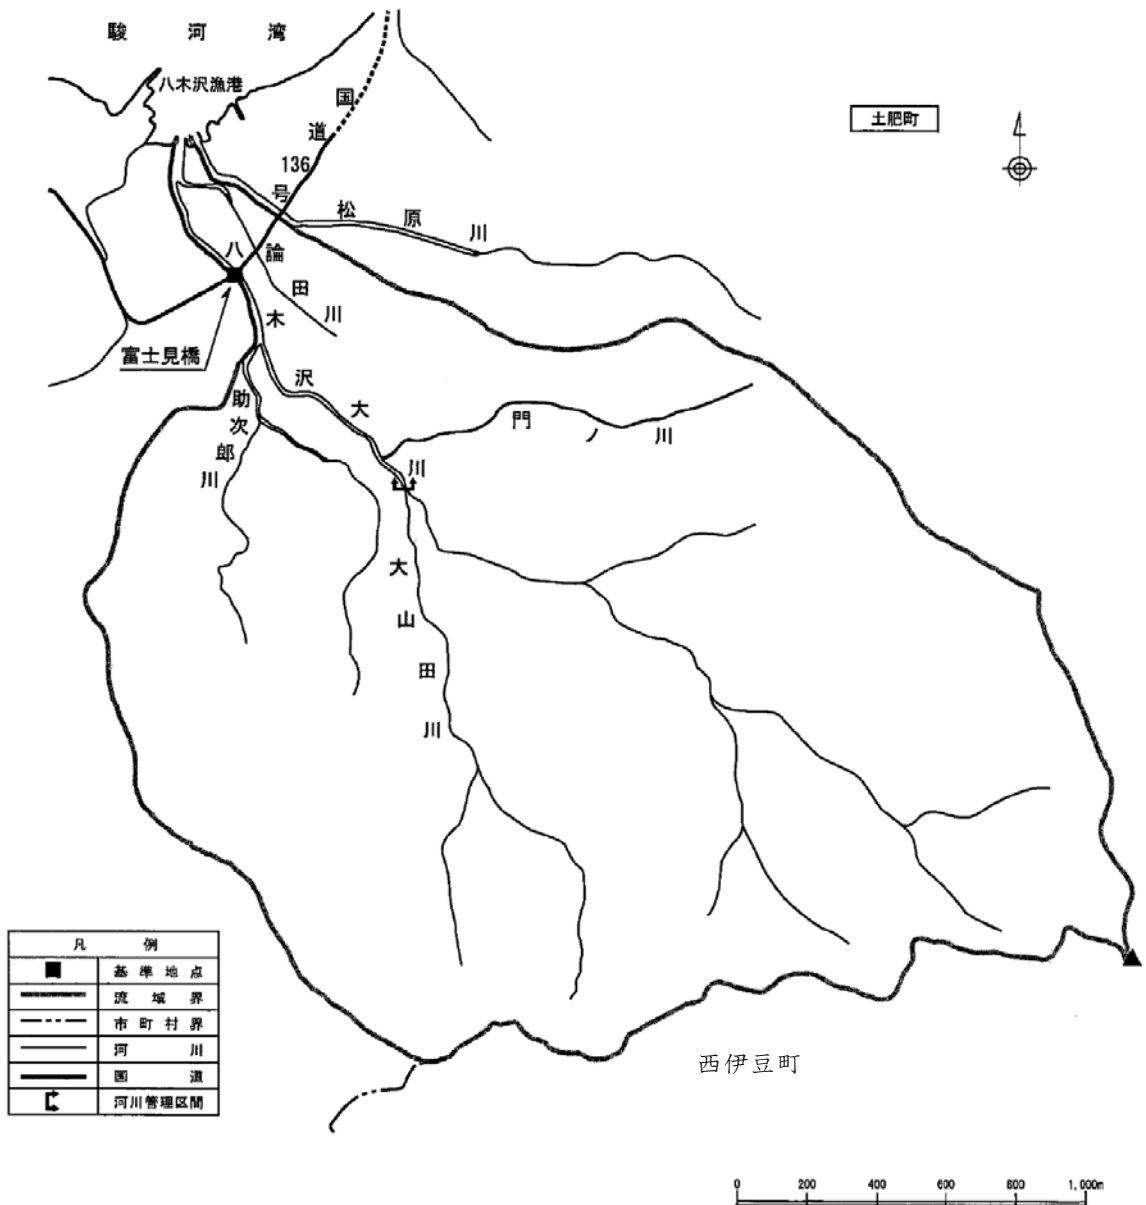 駿河湾
八木沢漁港
土肥町
国道136号
松原川
論田川
八木沢大川
富士見橋
助次郎川
門ノ川
大山田川
西伊豆町
凡例
基準地点
流域界
市町村界
河川
国道
河川管理区間
0 200 400 600 800 1,000m